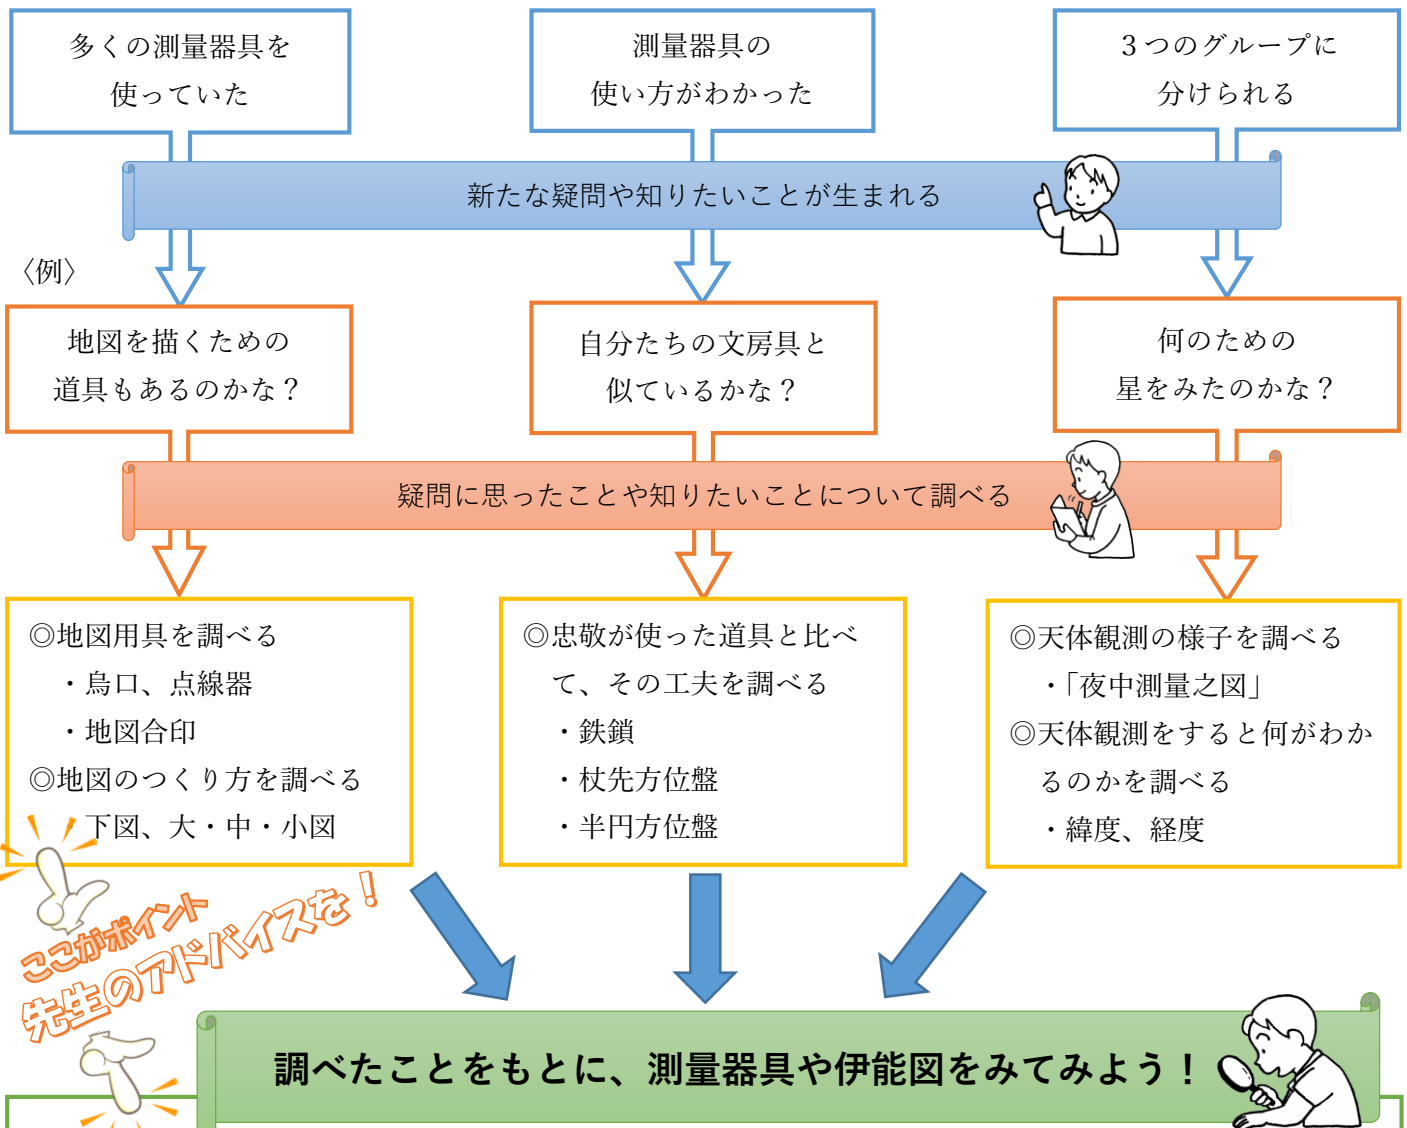 多くの測量器具を
使っていた
測量器具の
使い方がわかった
３つのグループに
分けられる
新たな疑問や知りたいことが生まれる
〈例〉
地図を描くための
道具もあるのかな？
自分たちの文房具と
似ているかな？
何のための
星をみたのかな？
疑問に思ったことや知りたいことについて調べる
◎地図用具を調べる
・烏口、点線器
・地図合印
◎地図のつくり方を調べる
下図、大・中・小図
◎忠敬が使った道具と比べ
て、その工夫を調べる
・鉄鎖
・杖先方位盤
・半円方位盤
◎天体観測の様子を調べる
・「夜中測量之図」
◎天体観測をすると何がわか
るのかを調べる
・緯度、経度
ここがポイント
先生のアドバイスを！
調べたことをもとに、測量器具や伊能図をみてみよう！